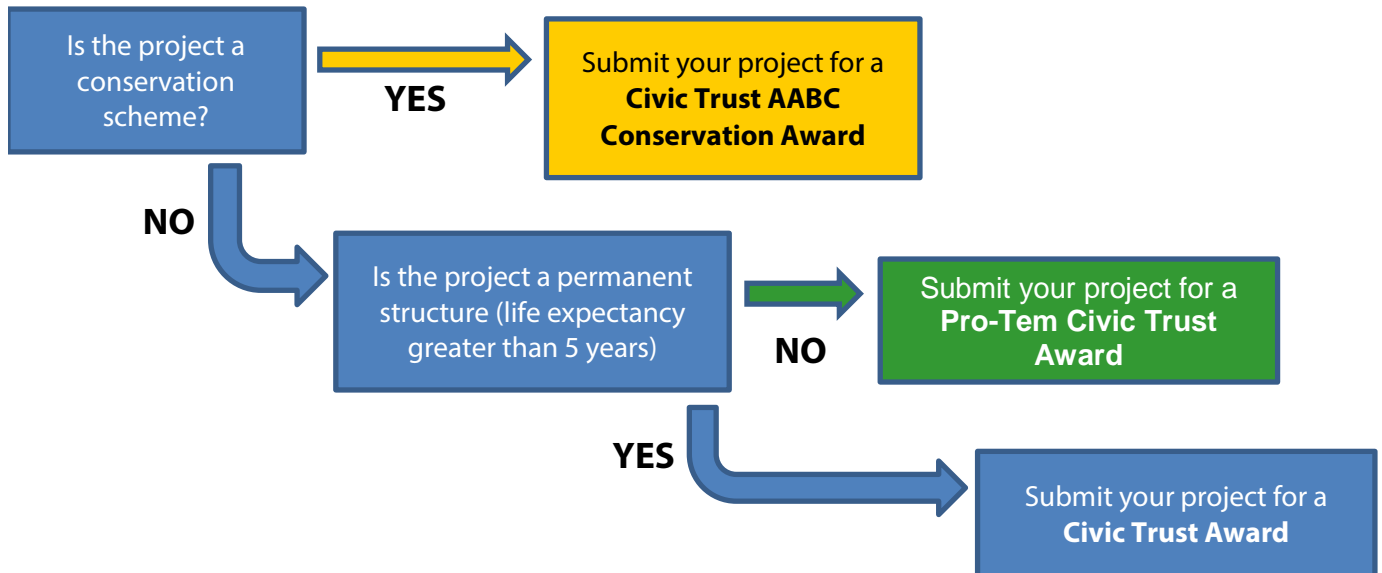 Is the project a
conservation
scheme?
YES
Submit your project for a
Civic Trust AABC
Conservation Award
NO
Is the project a permanent
structure (life expectancy
greater than 5 years)
NO
Submit your project for a
Pro-Tem Civic Trust
Award
YES
Submit your project for a
Civic Trust Award